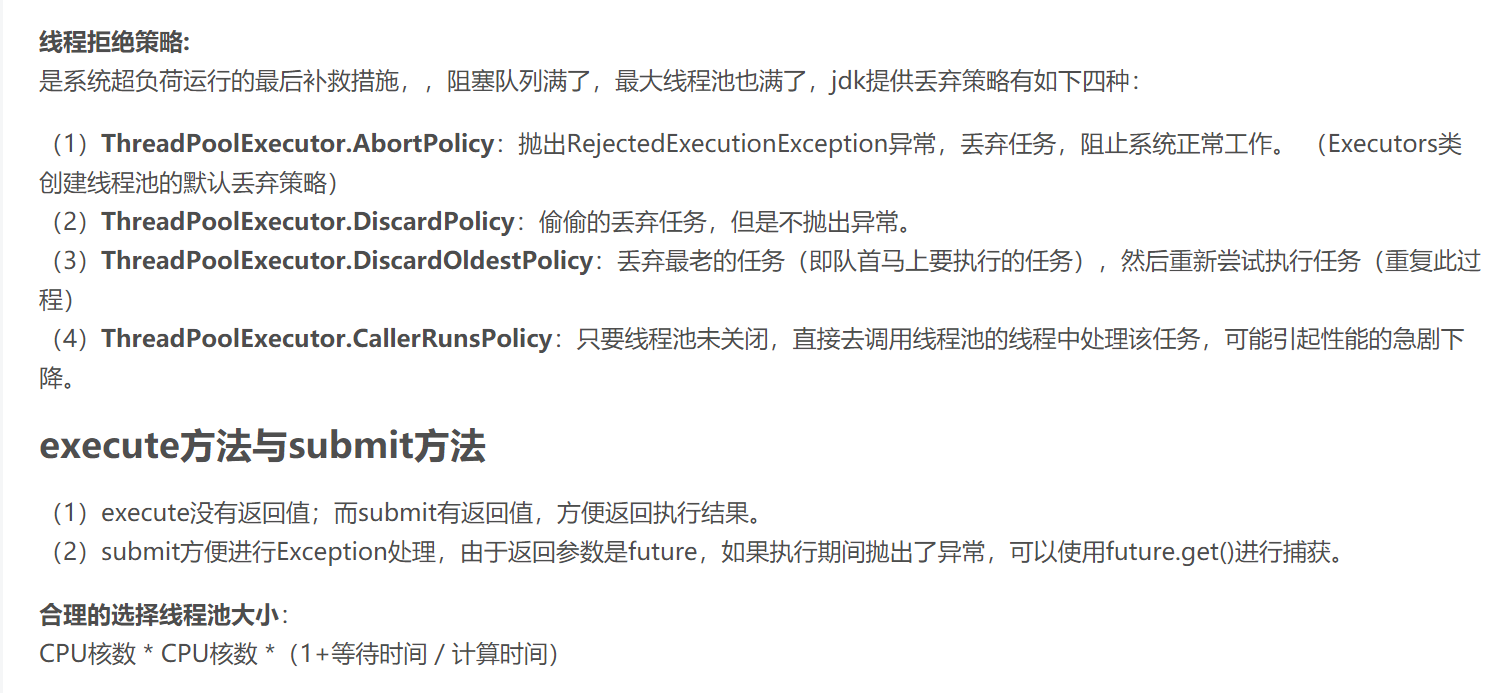 线程拒绝策略:
是系统超负荷运行的最后补救措施，，阻塞队列满了，最大线程池也满了，jdk提供丢弃策略有如下四种：
（1）ThreadPoolExecutor.AbortPolicy：抛出RejectedExecutionException异常，丢弃任务，阻止系统正常工作。 （Executors类
创建线程池的默认丢弃策略）
（2）ThreadPoolExecutor.DiscardPolicy：偷偷的丢弃任务，但是不抛出异常。
（3）ThreadPoolExecutor.DiscardOldestPolicy：丢弃最老的任务（即队首马上要执行的任务），然后重新尝试执行任务（重复此过
程）
（4）ThreadPoolExecutor.CallerRunsPolicy：只要线程池未关闭，直接去调用线程池的线程中处理该任务，可能引起性能的急剧下
降。
execute方法与submit方法
（1）execute没有返回值；而submit有返回值，方便返回执行结果。
（2）submit方便进行Exception处理，由于返回参数是future，如果执行期间抛出了异常，可以使用future.get()进行捕获。
合理的选择线程池大小：
CPU核数 * CPU核数 *（1+等待时间 / 计算时间）